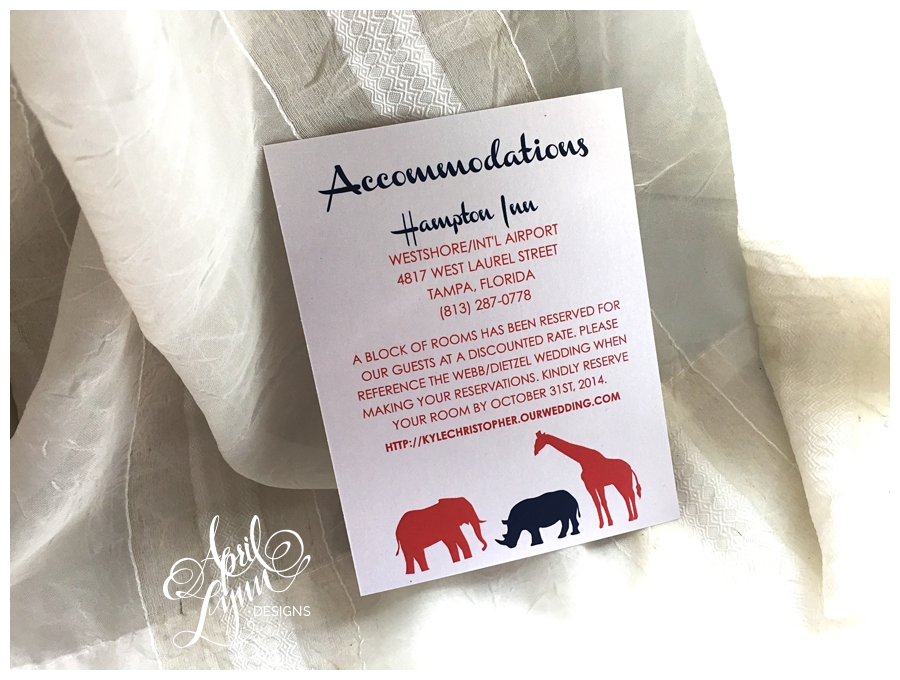 Accommodations
Hampton Inn
WESTSHORE/INT'L AIRPORT
4817 WEST LAUREL STREET
TAMPA, FLORIDA
(813) 287-0778
A BLOCK OF ROOMS HAS BEEN RESERVED FOR
OUR GUESTS AT A DISCOUNTED RATE. PLEASE
REFERENCE THE WEBB/DIETZEL WEDDING WHEN
MAKING YOUR RESERVATIONS. KINDLY RESERVE
YOUR ROOM BY OCTOBER 31ST, 2014.
HTTP://KYLECHRISTOPHER.OURWEDDING.COM
April
Lynn
DESIGNS